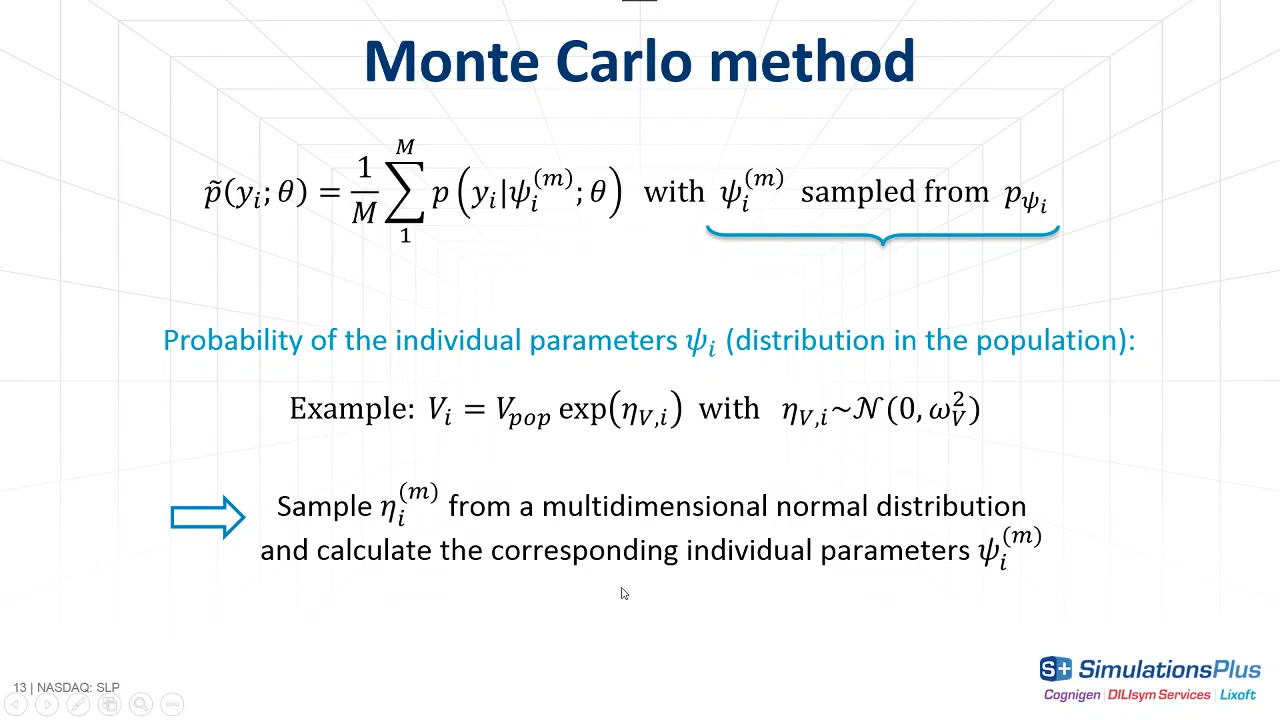 Monte Carlo method
p̃(yᵢ; θ) = 1/M ∑₁ᴹ p(yᵢ|ψᵢ⁽ᵐ⁾; θ) with ψᵢ⁽ᵐ⁾ sampled from p_ψᵢ
Probability of the individual parameters ψᵢ (distribution in the population):
Example: Vᵢ = V_pop exp(η_V,i) with η_V,i~𝒩(0, ω_V²)
Sample ηᵢ⁽ᵐ⁾ from a multidimensional normal distribution
and calculate the corresponding individual parameters ψᵢ⁽ᵐ⁾
S+ SimulationsPlus
Cognigen | DILIsym Services | Lixoft
13 | NASDAQ: SLP